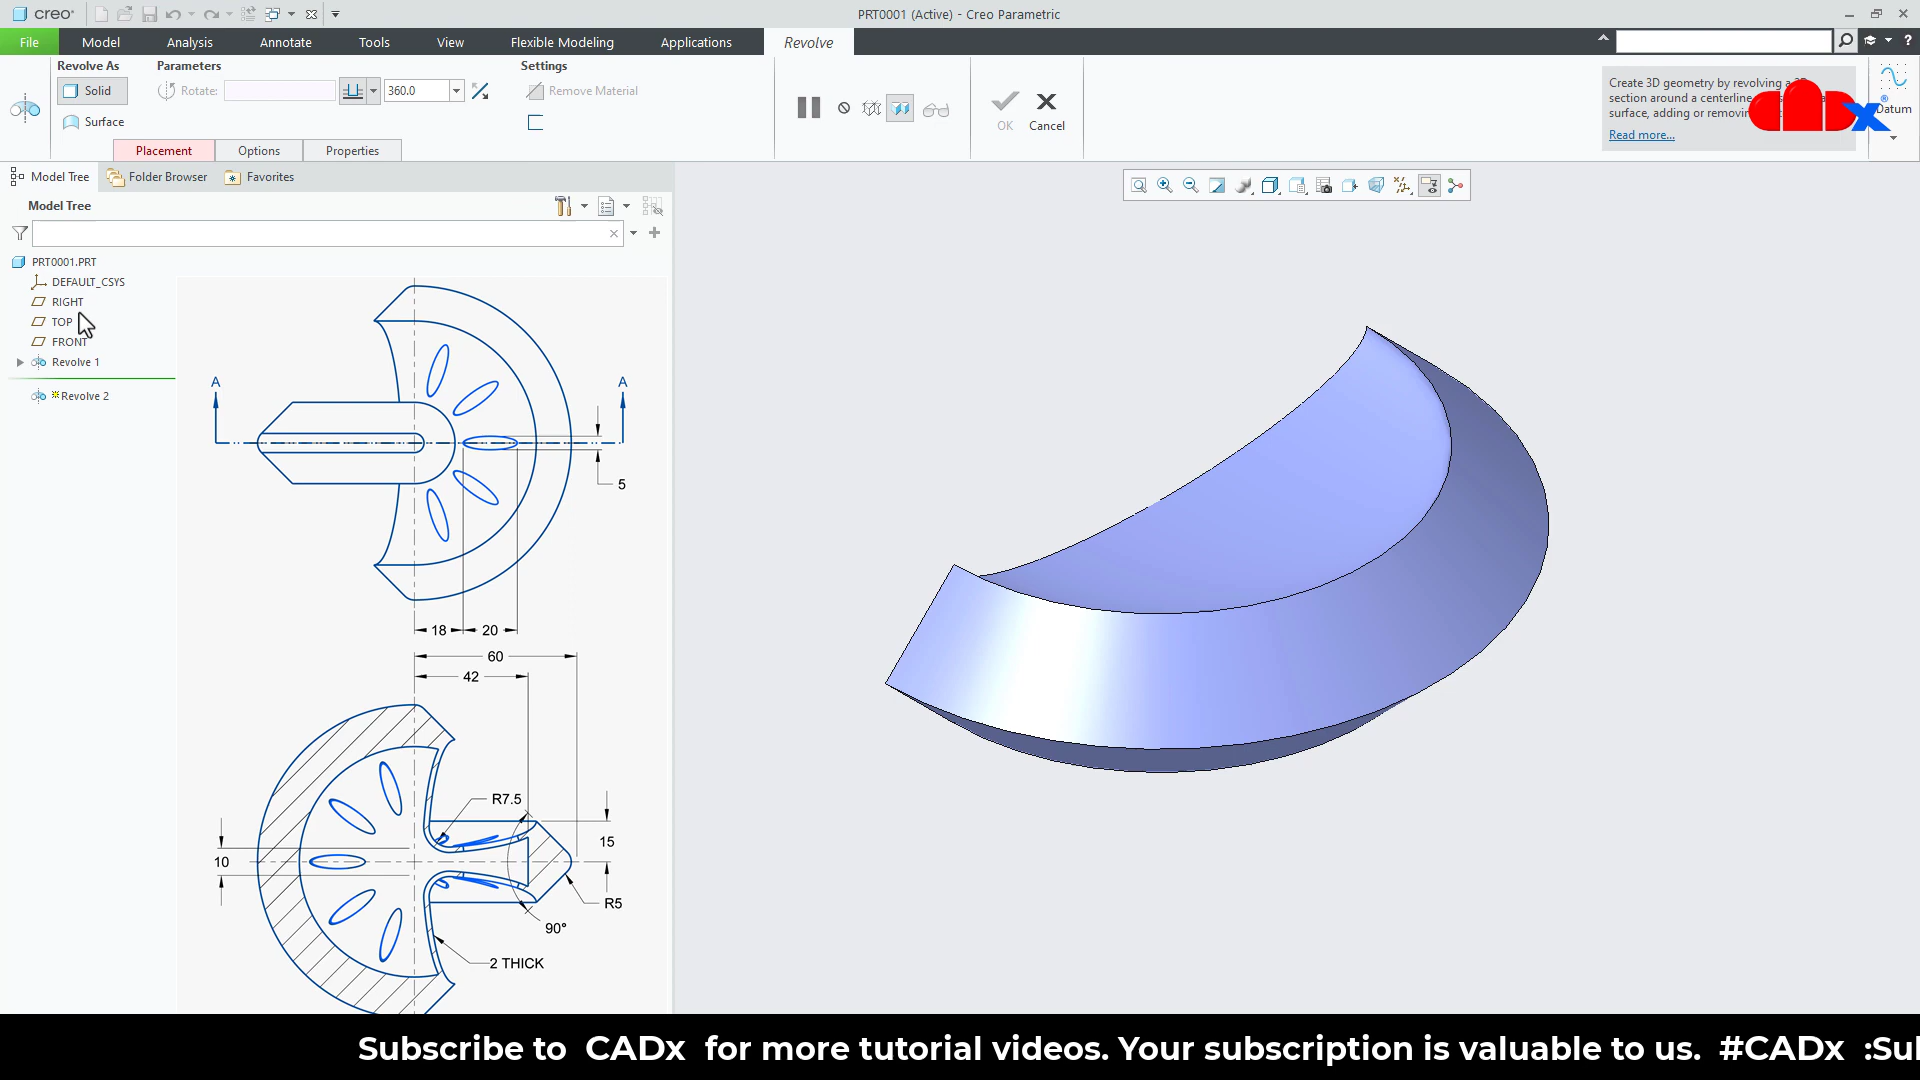 creo
PRT0001 (Active) - Creo Parametric
File
Model
Analysis
Annotate
Tools
View
Flexible Modeling
Applications
Revolve
Revolve As
Parameters
Settings
Solid
Rotate:
360.0
Remove Material
Surface
OK
Cancel
Create 3D geometry by revolving a
section around a centerline
surface, adding or removin
Read more...
CADx
Datum
Placement
Options
Properties
Model Tree
Folder Browser
Favorites
Model Tree
PRT0001.PRT
DEFAULT_CSYS
RIGHT
TOP
FRONT
Revolve 1
Revolve 2
A
A
5
18
20
60
42
R7.5
15
10
R5
90°
2 THICK
Subscribe to CADx for more tutorial videos. Your subscription is valuable to us. #CADx :Sul